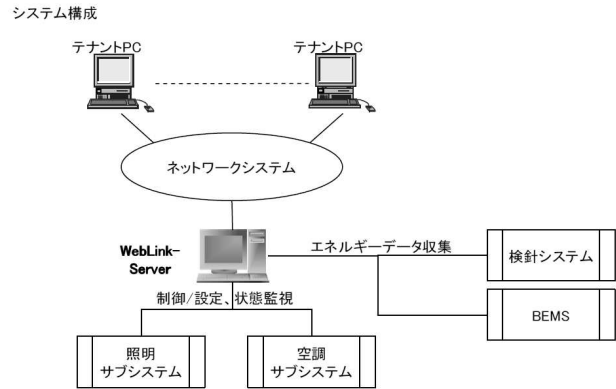 システム構成
テナントPC
テナントPC
ネットワークシステム
WebLink-
Server
エネルギーデータ収集
検針システム
制御/設定、状態監視
BEMS
照明
サブシステム
空調
サブシステム